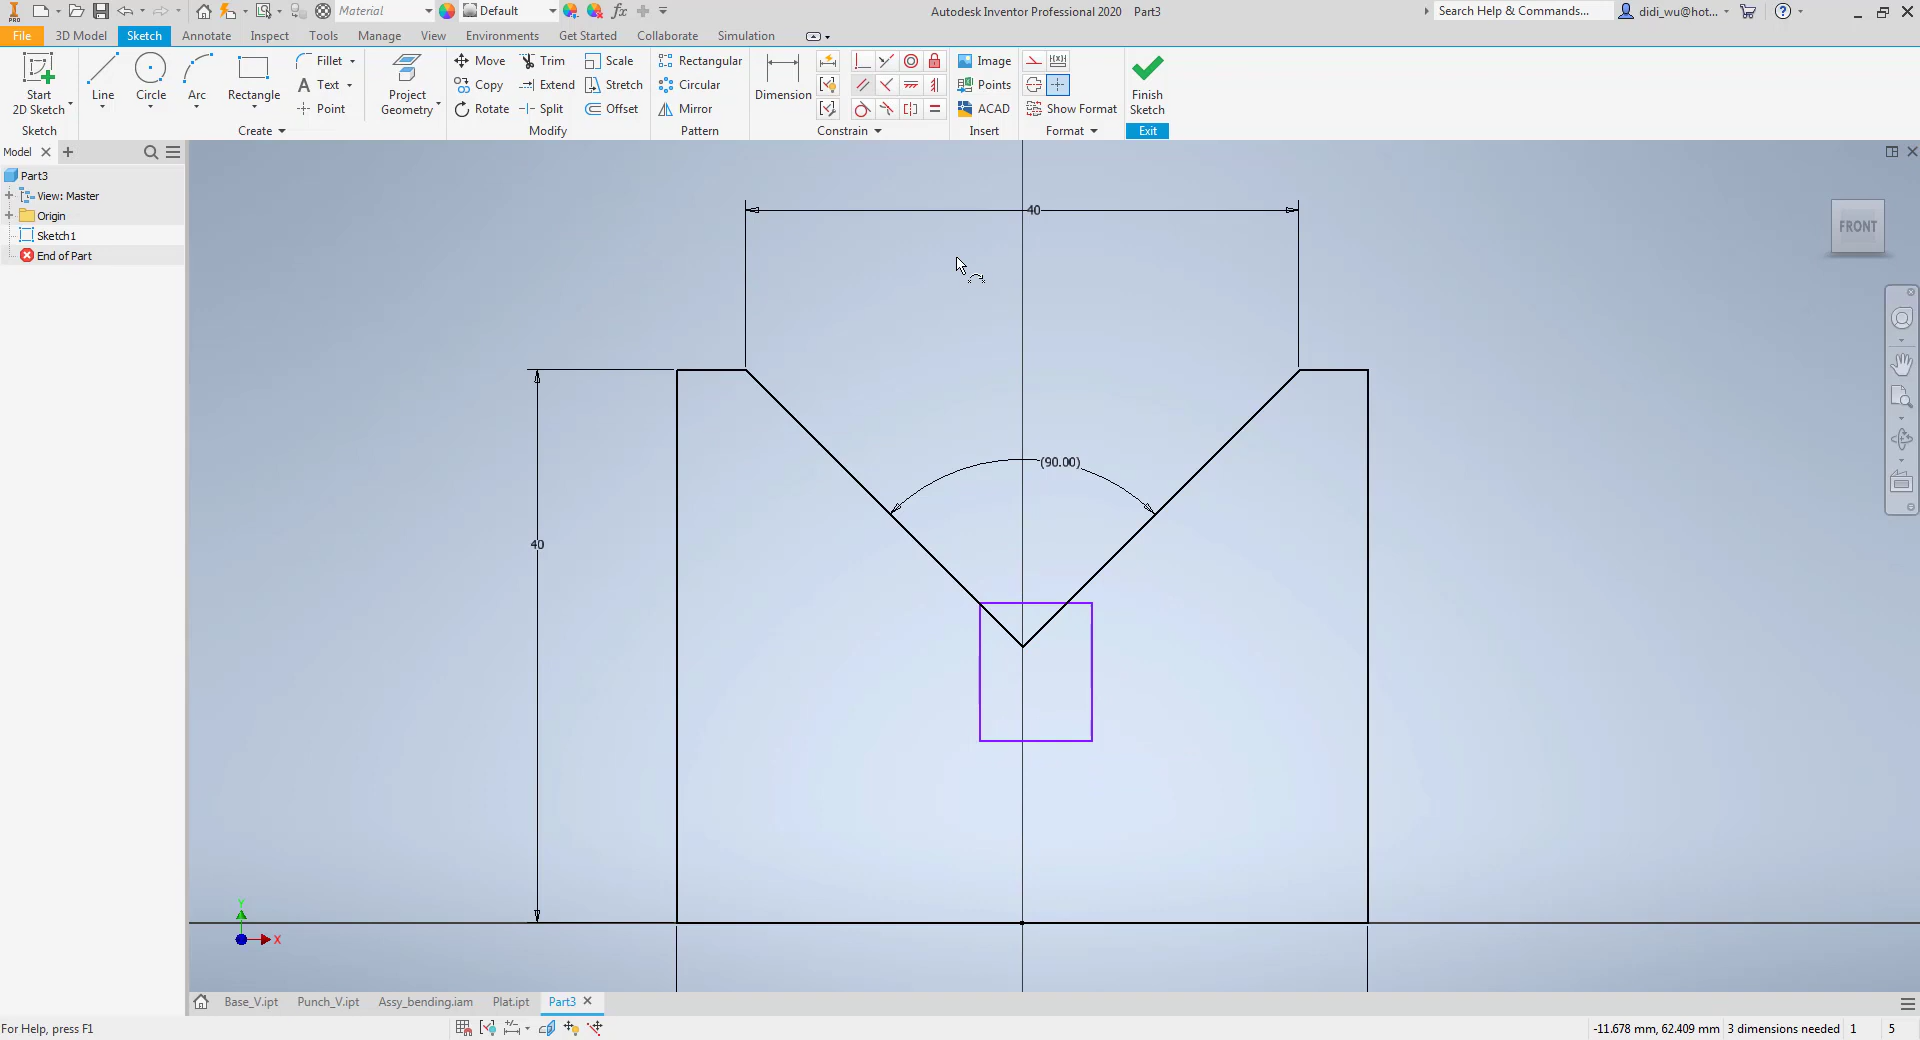 Material
Default
fx
Autodesk Inventor Professional 2020 Part3
Search Help & Commands...
didi_wu@hot...
PRO
File
3D Model
Sketch
Annotate
Inspect
Tools
Manage
View
Environments
Get Started
Collaborate
Simulation
Start
2D Sketch
Line
Circle
Arc
Rectangle
Fillet
Text
Point
Project
Geometry
Move
Copy
Rotate
Trim
Extend
Split
Scale
Stretch
Offset
Rectangular
Circular
Mirror
Dimension
Image
Points
ACAD
Show Format
Finish
Sketch
Sketch
Create
Modify
Pattern
Constrain
Insert
Format
Exit
Model
Part3
View: Master
Origin
Sketch1
End of Part
40
FRONT
(90.00)
40
Y
X
Base_V.ipt
Punch_V.ipt
Assy_bending.iam
Plat.ipt
Part3
For Help, press F1
-11.678 mm, 62.409 mm
3 dimensions needed
1
5